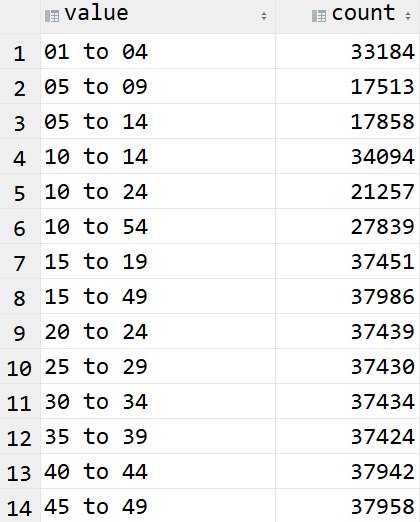 value count
1 01 to 04 33184
2 05 to 09 17513
3 05 to 14 17858
4 10 to 14 34094
5 10 to 24 21257
6 10 to 54 27839
7 15 to 19 37451
8 15 to 49 37986
9 20 to 24 37439
10 25 to 29 37430
11 30 to 34 37434
12 35 to 39 37424
13 40 to 44 37942
14 45 to 49 37958